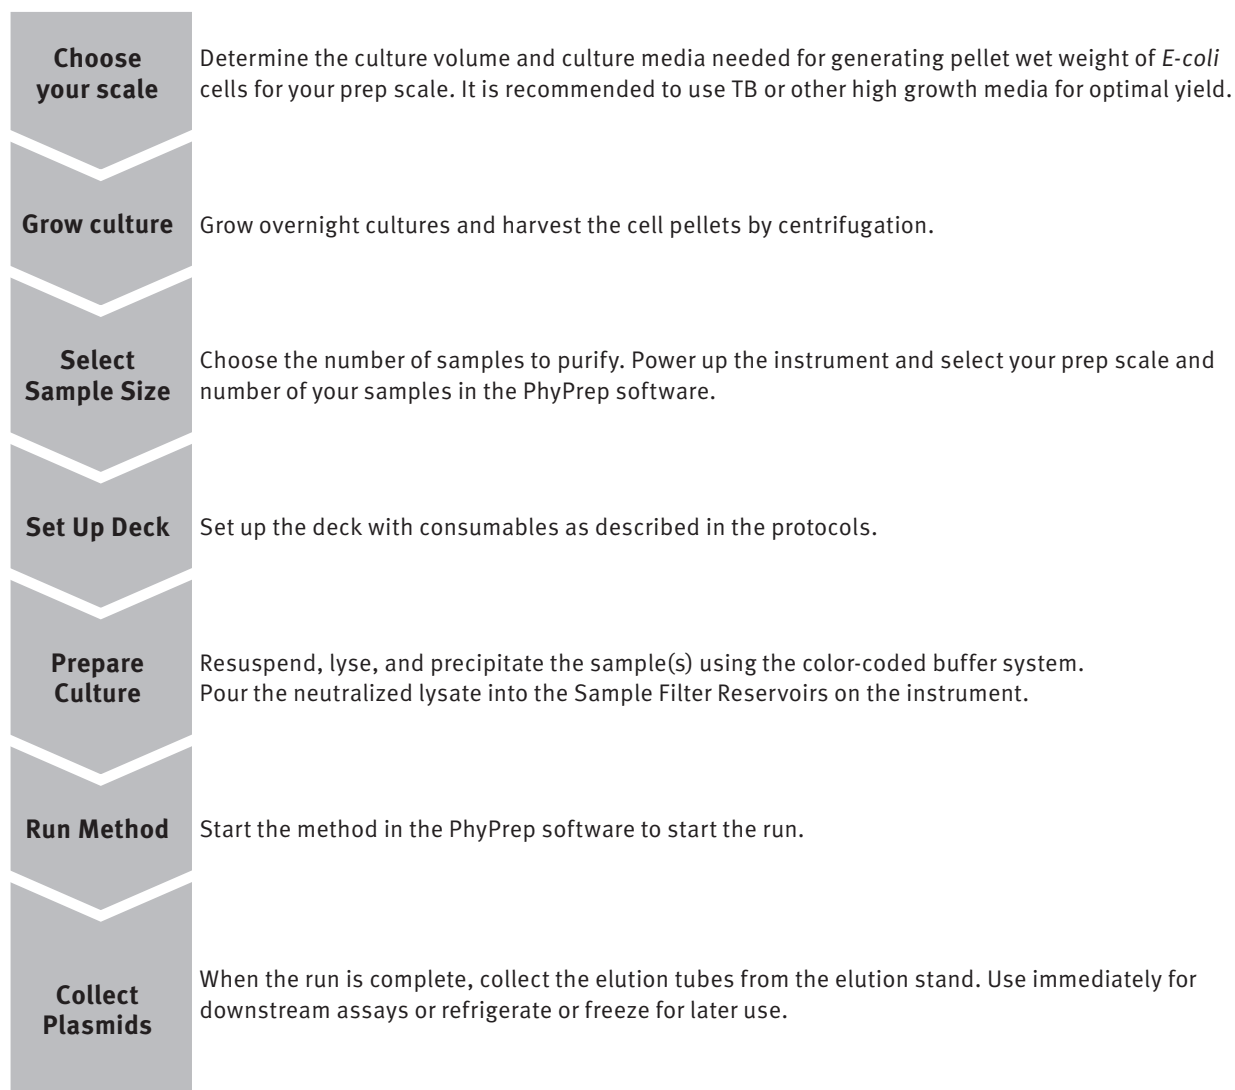 Choose
your scale
Determine the culture volume and culture media needed for generating pellet wet weight of E-coli
cells for your prep scale. It is recommended to use TB or other high growth media for optimal yield.
Grow culture
Grow overnight cultures and harvest the cell pellets by centrifugation.
Select
Sample Size
Choose the number of samples to purify. Power up the instrument and select your prep scale and
number of your samples in the PhyPrep software.
Set Up Deck
Set up the deck with consumables as described in the protocols.
Prepare
Culture
Resuspend, lyse, and precipitate the sample(s) using the color-coded buffer system.
Pour the neutralized lysate into the Sample Filter Reservoirs on the instrument.
Run Method
Start the method in the PhyPrep software to start the run.
Collect
Plasmids
When the run is complete, collect the elution tubes from the elution stand. Use immediately for
downstream assays or refrigerate or freeze for later use.